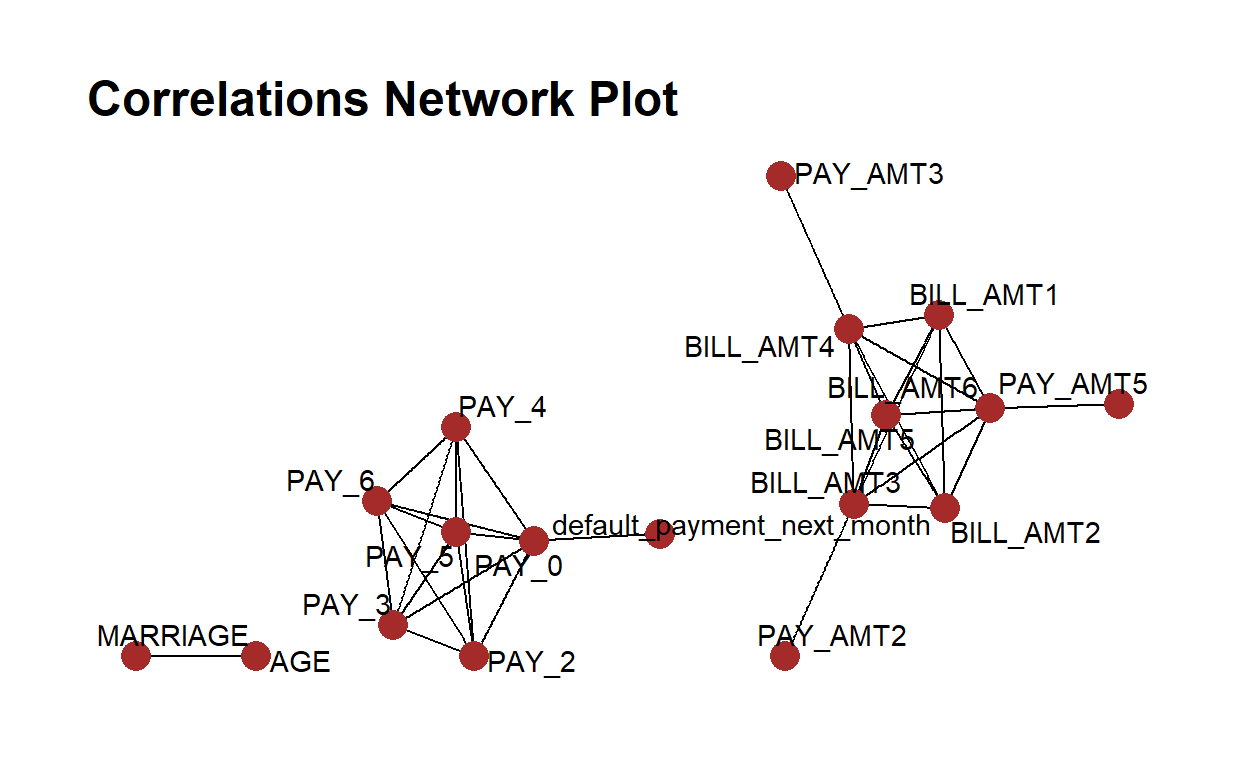 Correlations Network Plot
PAY_AMT3
BILL_AMT1
BILL_AMT4
BILL_AMT6
PAY_AMT5
PAY_4
BILL_AMT5
PAY_6
BILL_AMT3
default_payment_next_month
BILL_AMT2
PAY_5
PAY_0
PAY_3
MARRIAGE
PAY_AMT2
AGE
PAY_2